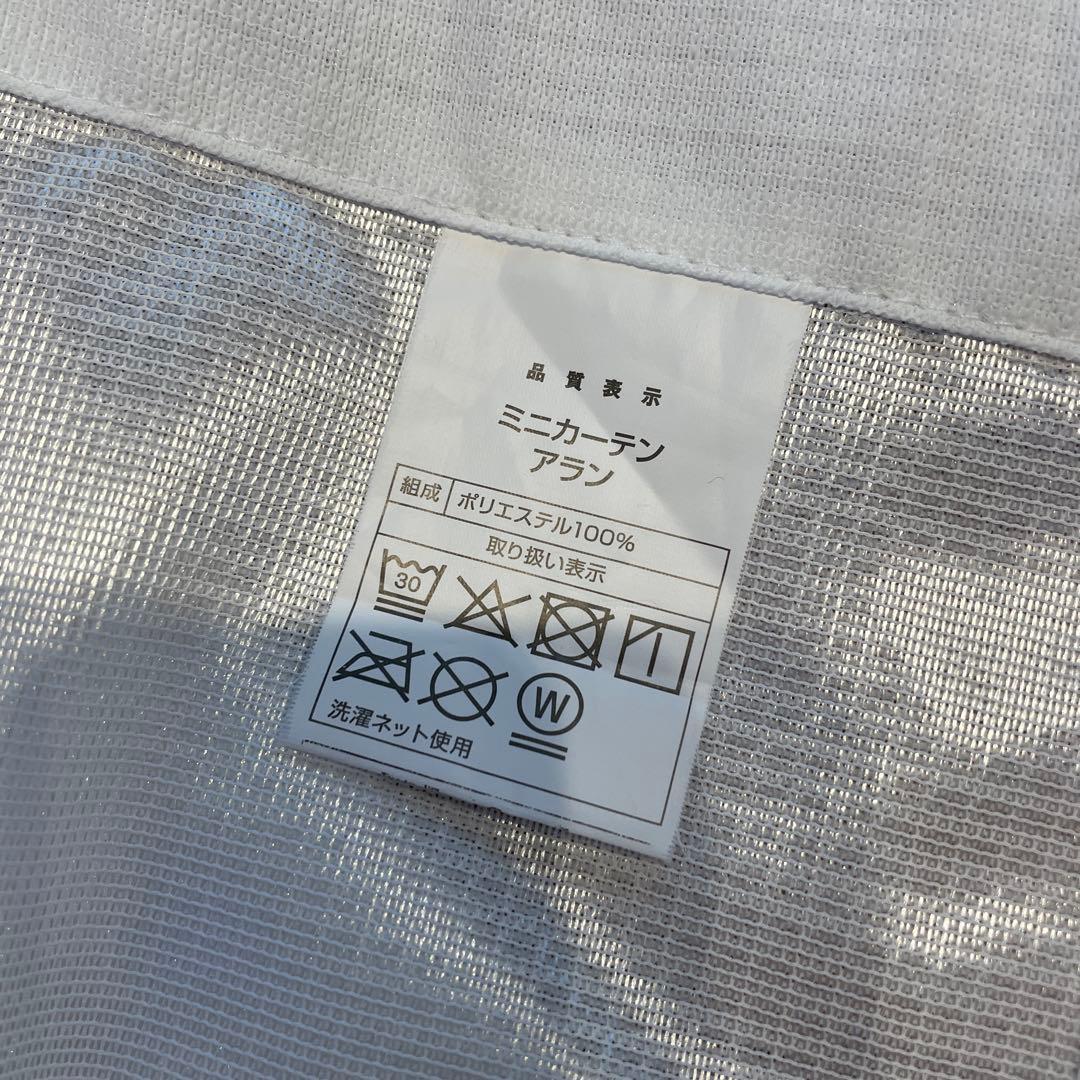 品質表示
ミニカーテン
アラン
組成 ポリエステル100%
取り扱い表示
30
W
洗濯ネット使用